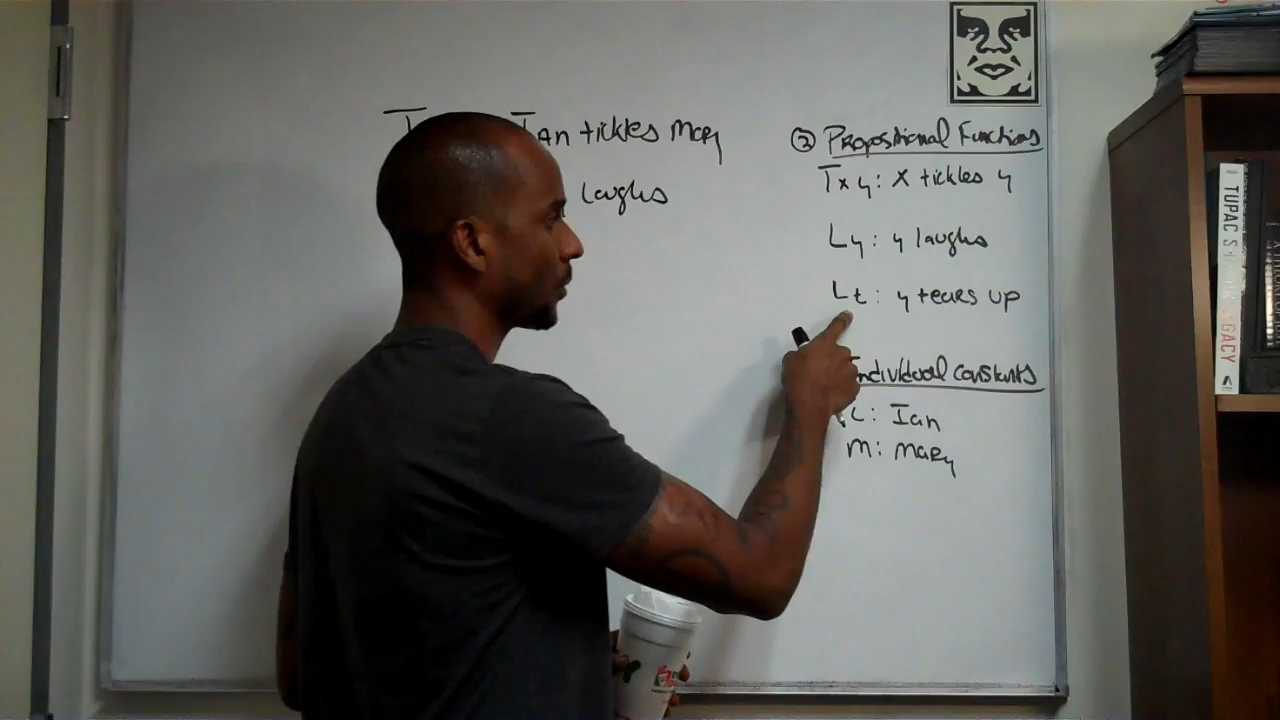 Ian tickles Mary
laughs
② Propositional Functions
Txy: x tickles y
Ly: y laughs
Lt: y tears up
Individual constants
i: Ian
m: Mary
TUPAC S
GACY